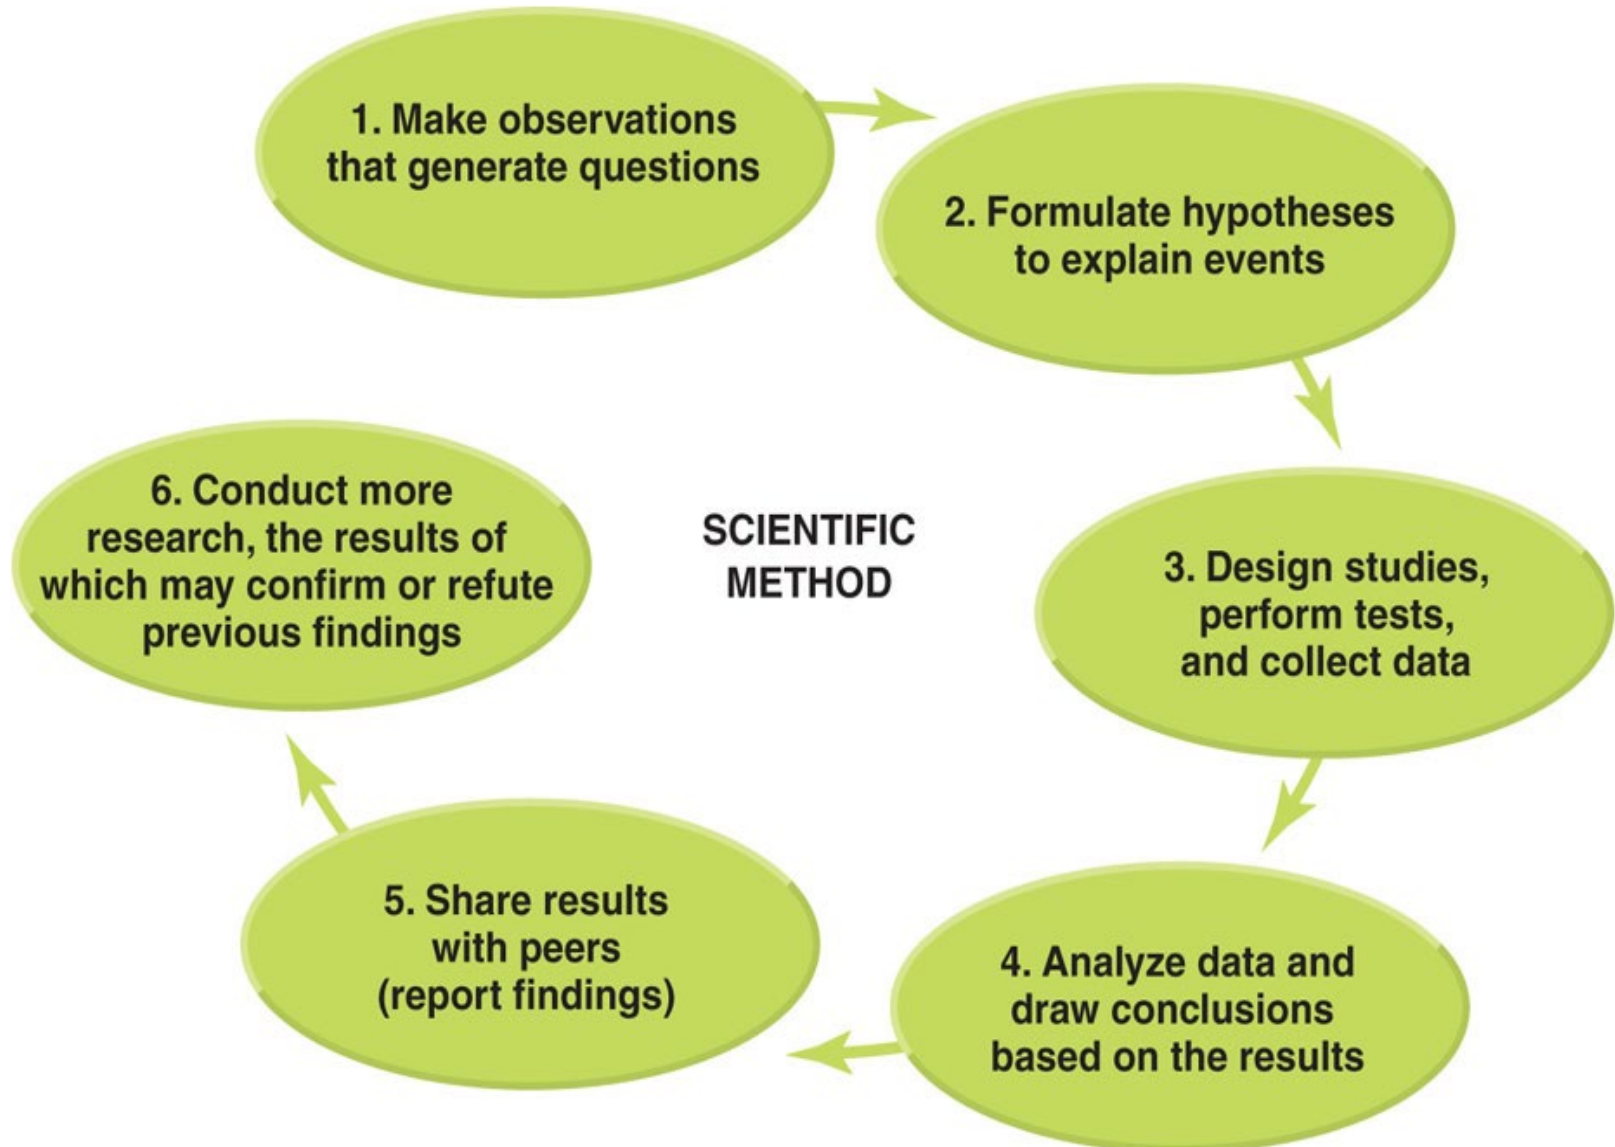 1. Make observations
that generate questions
2. Formulate hypotheses
to explain events
3. Design studies,
perform tests,
and collect data
4. Analyze data and
draw conclusions
based on the results
5. Share results
with peers
(report findings)
6. Conduct more
research, the results of
which may confirm or refute
previous findings
SCIENTIFIC
METHOD